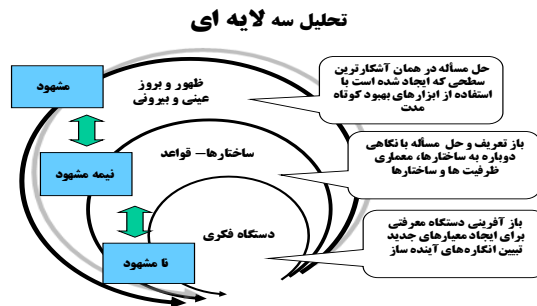 تحلیل سه لایه ای
مشهود
ظهور و بروز
عینی و بیرونی
حل مسأله در همان آشکارترین
سطحی که ایجاد شده است با
استفاده از ابزارهای بهبود کوتاه
مدت
نیمه مشهود
ساختارها– قواعد
باز تعریف و حل مسأله با نگاهی
دوباره به ساختارها، معماری
ظرفیت ها و ساختارها
نا مشهود
دستگاه فکری
باز آفرینی دستگاه معرفتی
برای ایجاد معیارهای جدید
تبیین انگاره‌های آینده ساز